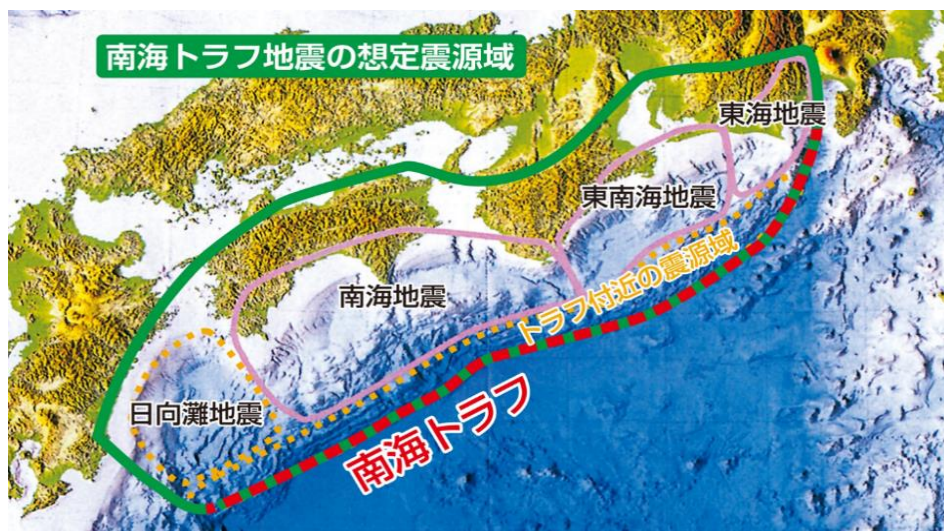 南海トラフ地震の想定震源域
東海地震
東南海地震
トラフ付近の震源域
南海地震
日向灘地震
南海トラフ